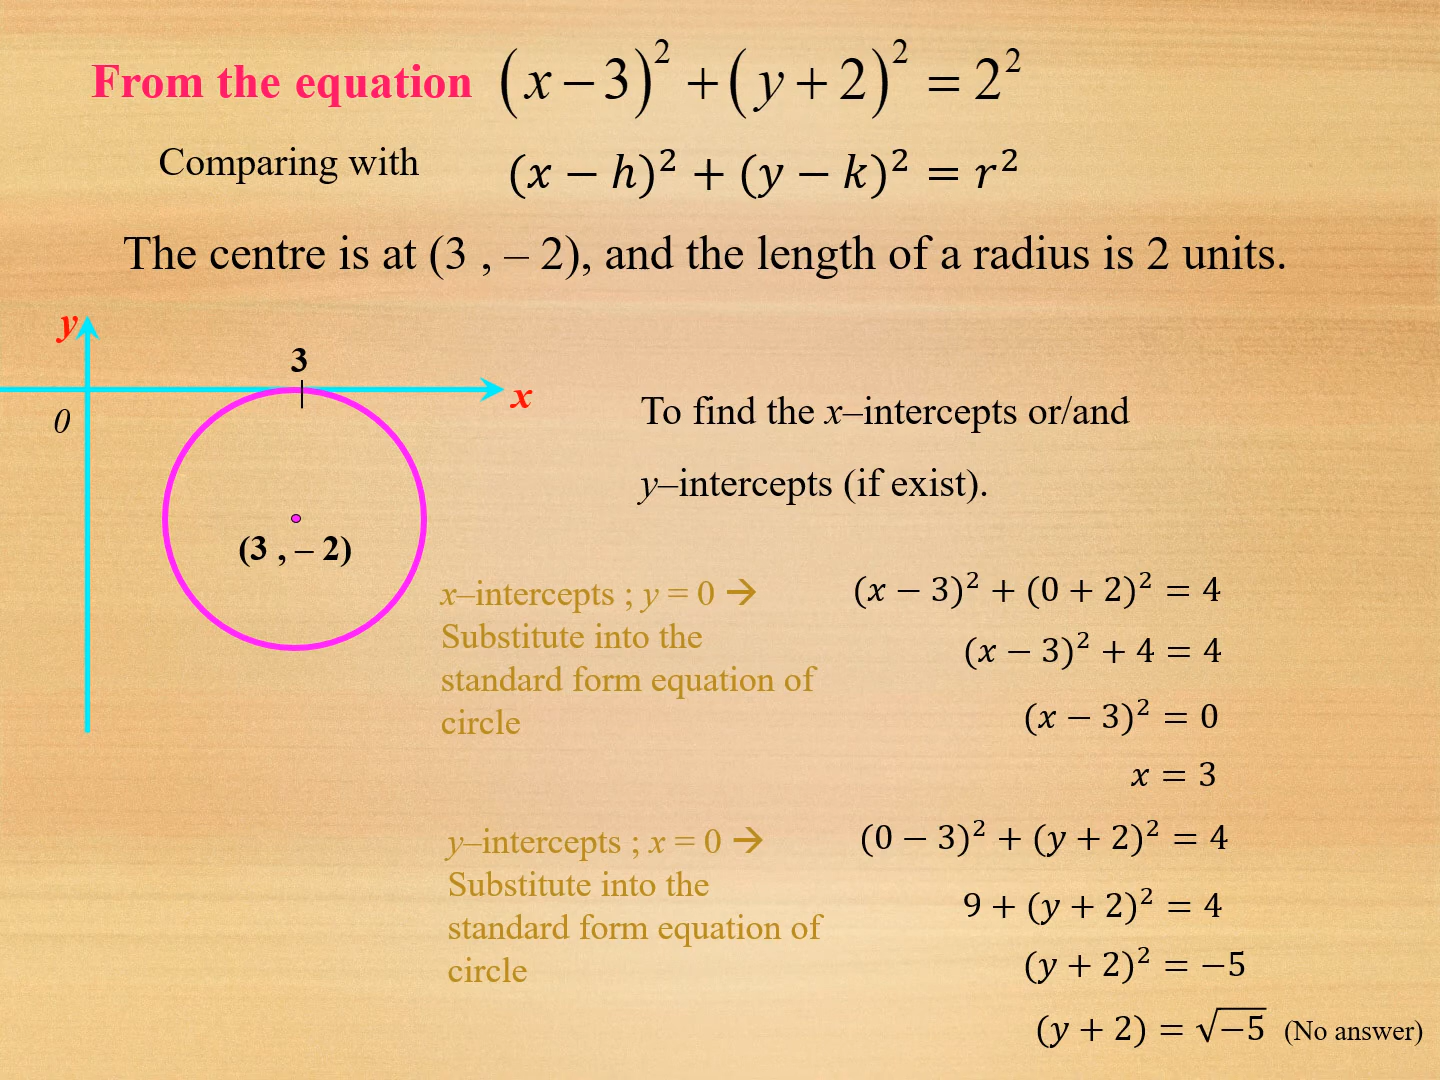 From the equation (x – 3)² + (y + 2)² = 2²
Comparing with (x − h)² + (y − k)² = r²
The centre is at (3 , – 2), and the length of a radius is 2 units.
y
3
x
0
(3 , – 2)
To find the x–intercepts or/and
y–intercepts (if exist).
x–intercepts ; y = 0 →
Substitute into the
standard form equation of
circle
(x − 3)² + (0 + 2)² = 4
(x − 3)² + 4 = 4
(x − 3)² = 0
x = 3
y–intercepts ; x = 0 →
Substitute into the
standard form equation of
circle
(0 − 3)² + (y + 2)² = 4
9 + (y + 2)² = 4
(y + 2)² = −5
(y + 2) = √−5 (No answer)